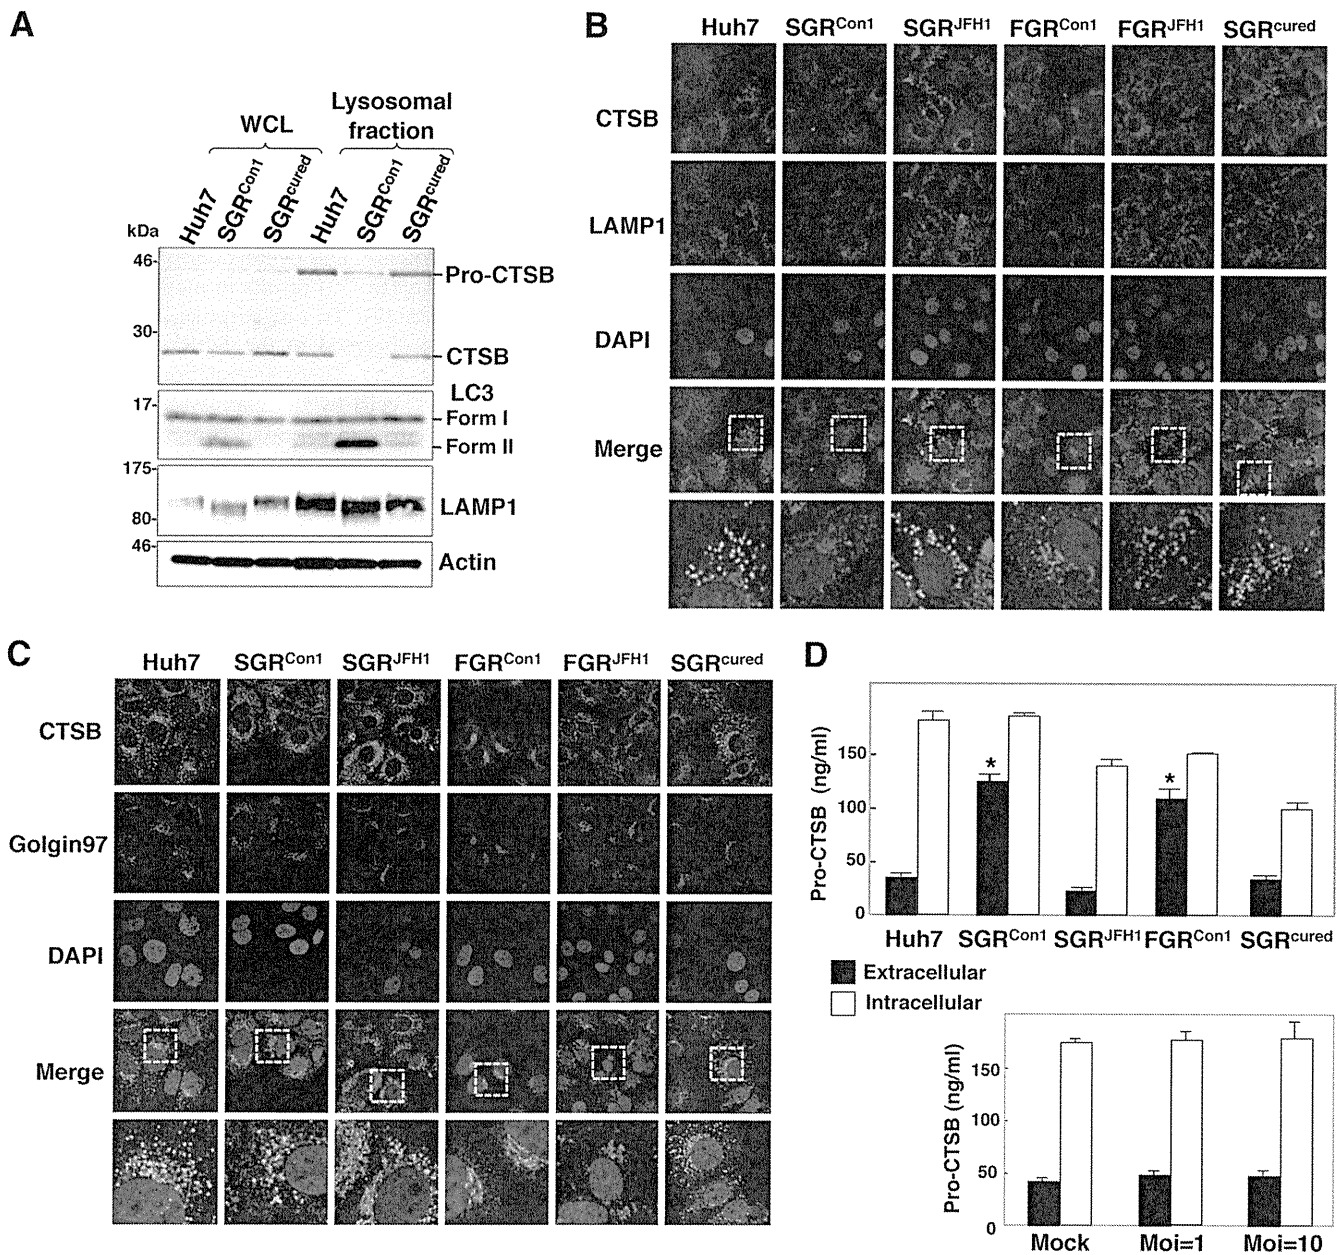 A
WCL
Lysosomal
fraction
Huh7
SGRCon1
SGRcured
Huh7
SGRCon1
SGRcured
kDa
46-
Pro-CTSB
30-
CTSB
LC3
17-
Form I
Form II
175-
LAMP1
80-
46-
Actin
B
Huh7 SGRCon1 SGRJFH1 FGRCon1 FGRJFH1 SGRcured
CTSB
LAMP1
DAPI
Merge
C
Huh7 SGRCon1 SGRJFH1 FGRCon1 FGRJFH1 SGRcured
CTSB
Golgin97
DAPI
Merge
D
Pro-CTSB (ng/ml)
150
100
50
0
*
*
Huh7 SGRCon1 SGRJFH1 FGRCon1 SGRcured
Extracellular
Intracellular
Pro-CTSB (ng/ml)
150
100
50
0
Mock Moi=1 Moi=10